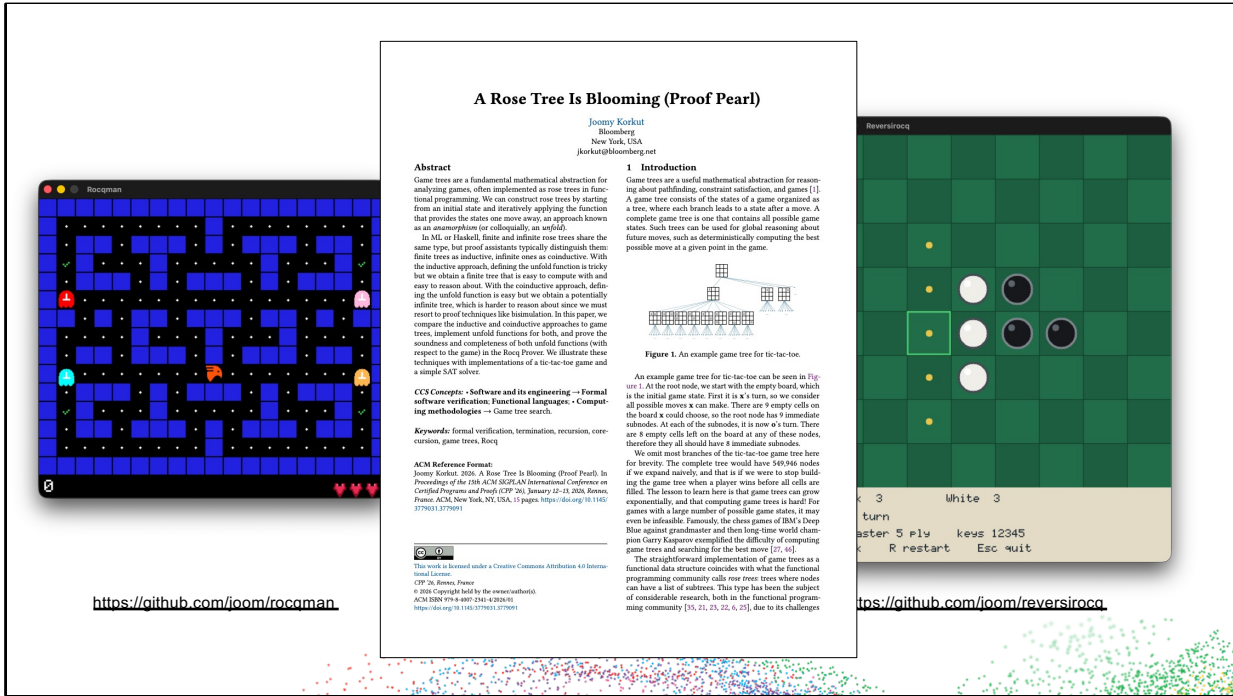 Rocqman
0
https://github.com/joom/rocqman
A Rose Tree Is Blooming (Proof Pearl)
Joomy Korkut
Bloomberg
New York, USA
jkorkut@bloomberg.net
Abstract
Game trees are a fundamental mathematical abstraction for
analyzing games, often implemented as rose trees in func-
tional programming. We can construct rose trees by starting
from an initial state and iteratively applying the function
that provides the states one move away, an approach known
as an anamorphism (or colloquially, an unfold).
In ML or Haskell, finite and infinite rose trees share the
same type, but proof assistants typically distinguish them:
finite trees as inductive, infinite ones as coinductive. With
the inductive approach, defining the unfold function is tricky
but we obtain a finite tree that is easy to compute with and
easy to reason about. With the coinductive approach, defin-
ing the unfold function is easy but we obtain a potentially
infinite tree, which is harder to reason about since we must
resort to proof techniques like bisimulation. In this paper, we
compare the inductive and coinductive approaches to game
trees, implement unfold functions for both, and prove the
soundness and completeness of both unfold functions (with
respect to the game) in the Rocq Prover. We illustrate these
techniques with implementations of a tic-tac-toe game and
a simple SAT solver.
CCS Concepts: • Software and its engineering → Formal
software verification; Functional languages; • Comput-
ing methodologies → Game tree search.
Keywords: formal verification, termination, recursion, core-
cursion, game trees, Rocq
ACM Reference Format:
Joomy Korkut. 2026. A Rose Tree Is Blooming (Proof Pearl). In
Proceedings of the 15th ACM SIGPLAN International Conference on
Certified Programs and Proofs (CPP '26), January 12–13, 2026, Rennes,
France. ACM, New York, NY, USA, 15 pages. https://doi.org/10.1145/
3779031.3779091
This work is licensed under a Creative Commons Attribution 4.0 Interna-
tional License.
CPP '26, Rennes, France
© 2026 Copyright held by the owner/author(s).
ACM ISBN 979-8-4007-2341-4/2026/01
https://doi.org/10.1145/3779031.3779091
1 Introduction
Game trees are a useful mathematical abstraction for reason-
ing about pathfinding, constraint satisfaction, and games [1].
A game tree consists of the states of a game organized as
a tree, where each branch leads to a state after a move. A
complete game tree is one that contains all possible game
states. Such trees can be used for global reasoning about
future moves, such as deterministically computing the best
possible move at a given point in the game.
Figure 1. An example game tree for tic-tac-toe.
An example game tree for tic-tac-toe can be seen in Fig-
ure 1. At the root node, we start with the empty board, which
is the initial game state. First it is x's turn, so we consider
all possible moves x can make. There are 9 empty cells on
the board x could choose, so the root node has 9 immediate
subnodes. At each of the subnodes, it is now o's turn. There
are 8 empty cells left on the board at any of these nodes,
therefore they all should have 8 immediate subnodes.
We omit most branches of the tic-tac-toe game tree here
for brevity. The complete tree would have 549,946 nodes
if we expand naively, and that is if we were to stop build-
ing the game tree when a player wins before all cells are
filled. The lesson to learn here is that game trees can grow
exponentially, and that computing game trees is hard! For
games with a large number of possible game states, it may
even be infeasible. Famously, the chess games of IBM's Deep
Blue against grandmaster and then long-time world cham-
pion Garry Kasparov exemplified the difficulty of computing
game trees and searching for the best move [27, 46].
The straightforward implementation of game trees as a
functional data structure coincides with what the functional
programming community calls rose trees: trees where nodes
can have a list of subtrees. This type has been the subject
of considerable research, both in the functional program-
ming community [35, 21, 23, 22, 6, 25], due to its challenges
Reversirocq
k 3 White 3
turn
aster 5 ply keys 12345
R restart Esc quit
ttps://github.com/joom/reversirocq